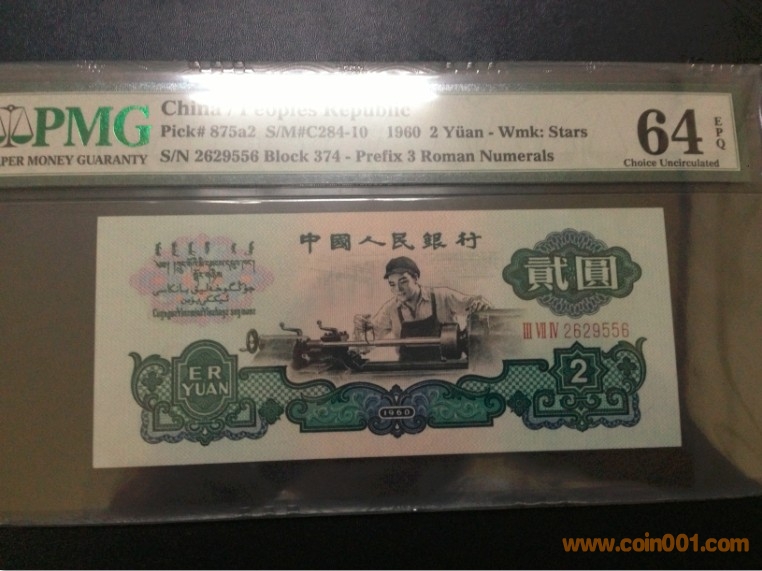 China / Peoples Republic
PMG
Pick# 875a2 S/M#C284-10 1960 2 Yüan - Wmk: Stars
PER MONEY GUARANTY
S/N 2629556 Block 374 - Prefix 3 Roman Numerals
64 EPQ
Choice Uncirculated
中國人民銀行
貳圓
III VII IV 2629556
ER
YUAN
2
1960
www.coin001.com